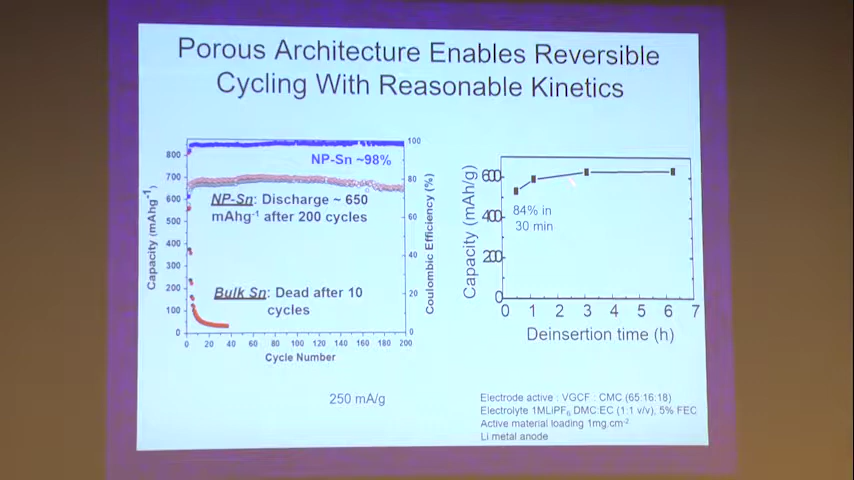 Porous Architecture Enables Reversible
Cycling With Reasonable Kinetics
100
800
NP-Sn ~98%
700
80
600
NP-Sn: Discharge ~ 650
mAhg-1 after 200 cycles
500
60
400
40
300
Bulk Sn: Dead after 10
cycles
200
20
100
0
0
0 20 40 60 80 100 120 140 160 180 200
Cycle Number
Capacity (mAhg-1)
Coulombic Efficiency (%)
250 mA/g
600
84% in
30 min
400
200
0
0 1 2 3 4 5 6 7
Deinsertion time (h)
Capacity (mAh/g)
Electrode active : VGCF : CMC (65:16:18)
Electrolyte 1MLiPF6 DMC:EC (1:1 v/v), 5% FEC
Active material loading 1mg.cm-2
Li metal anode